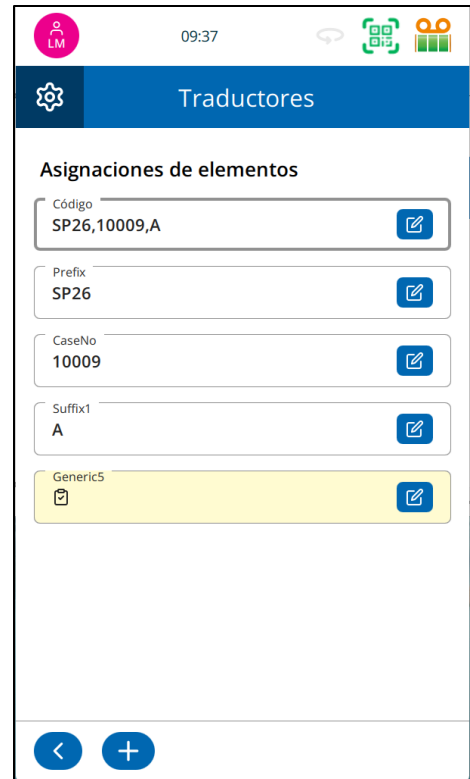 LM
09:37
Traductores
Asignaciones de elementos
Código
SP26,10009,A
Prefix
SP26
CaseNo
10009
Suffix1
A
Generic5